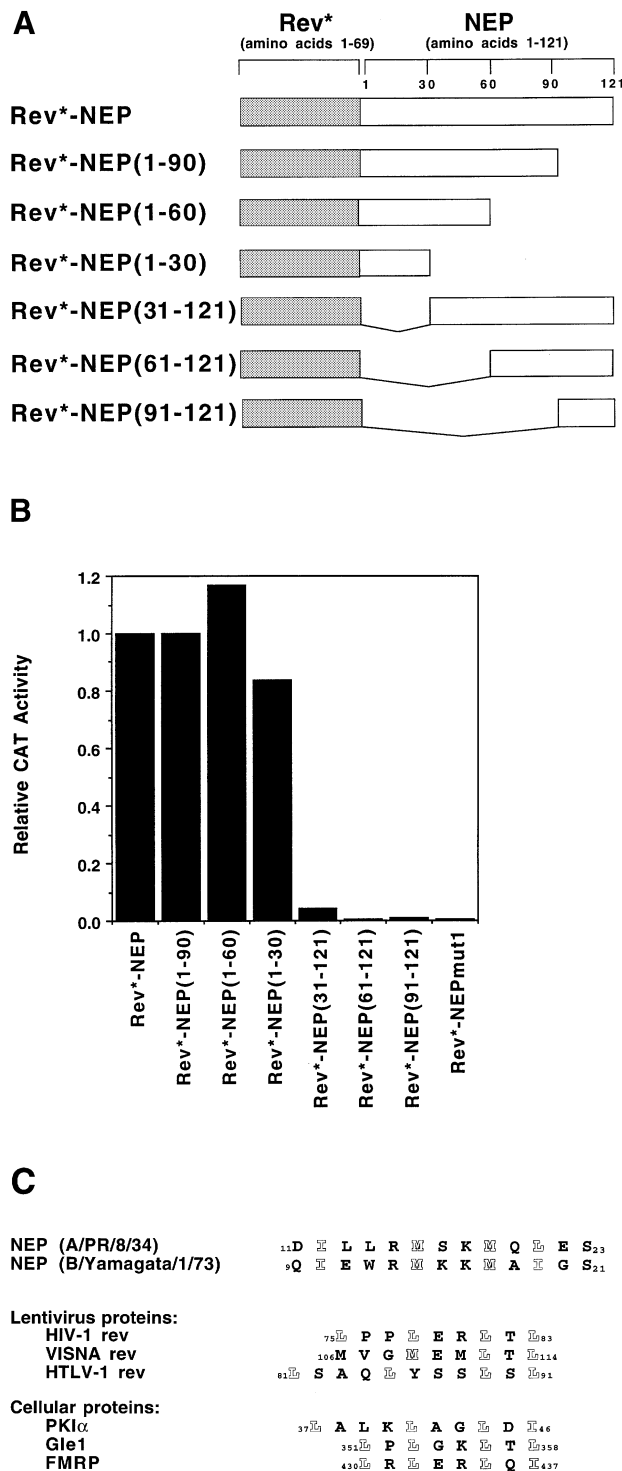 A
Rev* NEP
(amino acids 1-69) (amino acids 1-121)
1 30 60 90 121
Rev*-NEP
Rev*-NEP(1-90)
Rev*-NEP(1-60)
Rev*-NEP(1-30)
Rev*-NEP(31-121)
Rev*-NEP(61-121)
Rev*-NEP(91-121)
B
Relative CAT Activity
1.2
1.0
0.8
0.6
0.4
0.2
0.0
Rev*-NEP
Rev*-NEP(1-90)
Rev*-NEP(1-60)
Rev*-NEP(1-30)
Rev*-NEP(31-121)
Rev*-NEP(61-121)
Rev*-NEP(91-121)
Rev*-NEPmut1
C
NEP (A/PR/8/34) 11D I L L R M S K M Q L E S23
NEP (B/Yamagata/1/73) 9Q I E W R M K K M A I G S21
Lentivirus proteins:
HIV-1 rev 75L P P L E R L T L83
VISNA rev 106M V G M E M L T L114
HTLV-1 rev 81L S A Q L Y S S L S L91
Cellular proteins:
PKIα 37L A L K L A G L D I46
Gle1 351L P L G K L T L358
FMRP 430L R L E R L Q I437